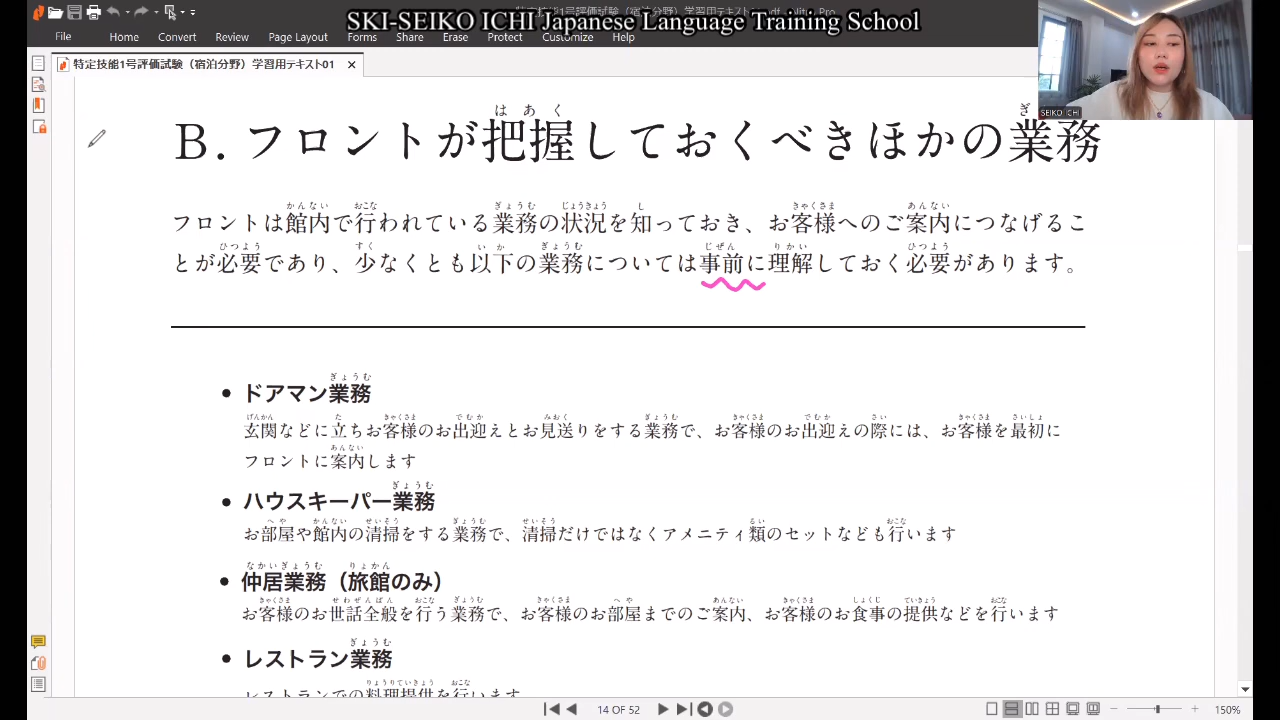 SKI-SEIKO ICHI Japanese Language Training School
File Home Convert Review Page Layout Forms Share Erase Protect Customize Help
特定技能1号評価試験（宿泊分野）学習用テキスト01 ×
SEIKO ICHI
B. フロントが把握しておくべきほかの業務
フロントは館内で行われている業務の状況を知っておき、お客様へのご案内につなげるこ
とが必要であり、少なくとも以下の業務については事前に理解しておく必要があります。
• ドアマン業務
玄関などに立ちお客様のお出迎えとお見送りをする業務で、お客様のお出迎えの際には、お客様を最初に
フロントに案内します
• ハウスキーパー業務
お部屋や館内の清掃をする業務で、清掃だけではなくアメニティ類のセットなども行います
• 仲居業務（旅館のみ）
お客様のお世話全般を行う業務で、お客様のお部屋までのご案内、お客様のお食事の提供などを行います
• レストラン業務
レストランでの料理提供を行います
14 OF 52
150%